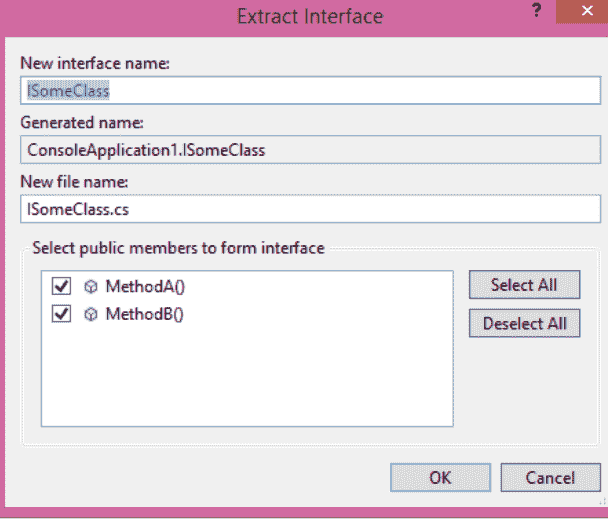 Extract Interface
?
×
New interface name:
ISomeClass
Generated name:
ConsoleApplication1.ISomeClass
New file name:
ISomeClass.cs
Select public members to form interface
MethodA()
Select All
MethodB()
Deselect All
OK
Cancel